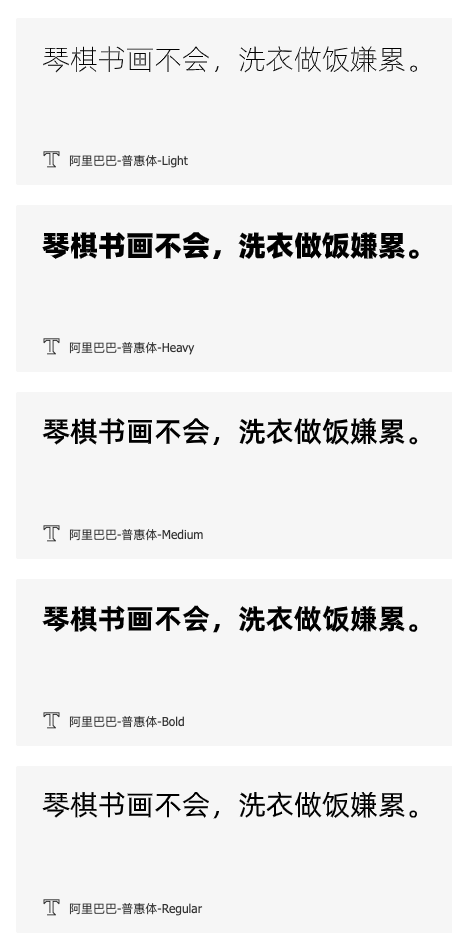 琴棋书画不会，洗衣做饭嫌累。
阿里巴巴-普惠体-Light
琴棋书画不会，洗衣做饭嫌累。
阿里巴巴-普惠体-Heavy
琴棋书画不会，洗衣做饭嫌累。
阿里巴巴-普惠体-Medium
琴棋书画不会，洗衣做饭嫌累。
阿里巴巴-普惠体-Bold
琴棋书画不会，洗衣做饭嫌累。
阿里巴巴-普惠体-Regular